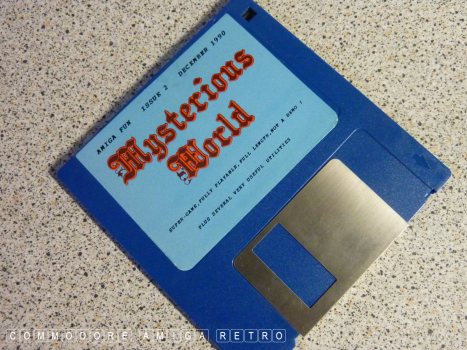 AMIGA FUN ISSUE 2 DECEMBER 1990
Mysterious
World
SUPER-GAME, FULLY PLAYABLE, FULL LENGTH, NOT A DEMO !
PLUS SEVERAL VERY USEFUL UTILITIES
COMMODORE AMIGA RETRO